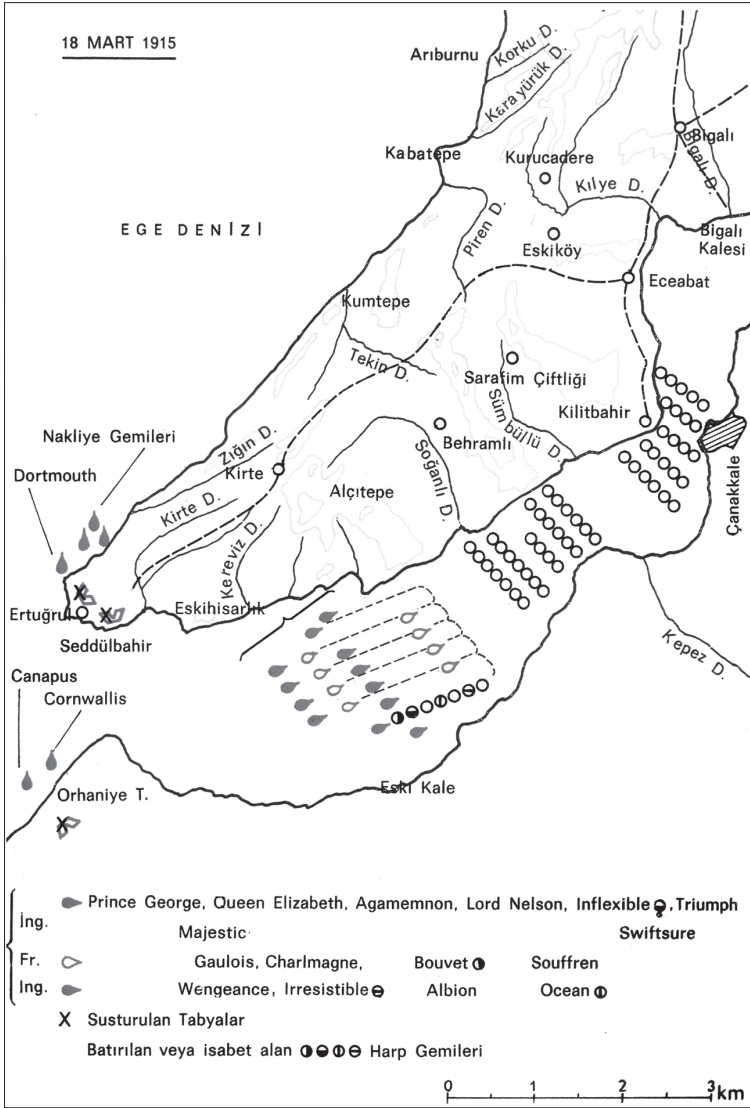 18 MART 1915
Arıburnu
Korku D.
Karayürük D.
Kabatepe
Kurucadere
Bigalı
Bigalı D.
Kılye D.
EGE DENİZİ
Piren D.
Eskiköy
Bigalı
Kalesi
Eceabat
Kumtepe
Tekin D.
Sarafim Çiftliği
Sümbüllü D.
Kilitbahir
Nakliye Gemileri
Zığın D.
Behramlı
Dortmouth
Kirte
Soğanlı D.
Çanakkale
Kirte D.
Alçıtepe
Kereviz D.
Ertuğrul
Eskihisarlık
Seddülbahir
Kepez D.
Canapus
Cornwallis
Eski Kale
Orhaniye T.
İng. Prince George, Queen Elizabeth, Agamemnon, Lord Nelson, Inflexible, Triumph
Majestic Swiftsure
Fr. Gaulois, Charlmagne, Bouvet Souffren
Ing. Wengeance, Irresistible Albion Ocean
X Susturulan Tabyalar
Batırılan veya isabet alan Harp Gemileri
0 1 2 3 km